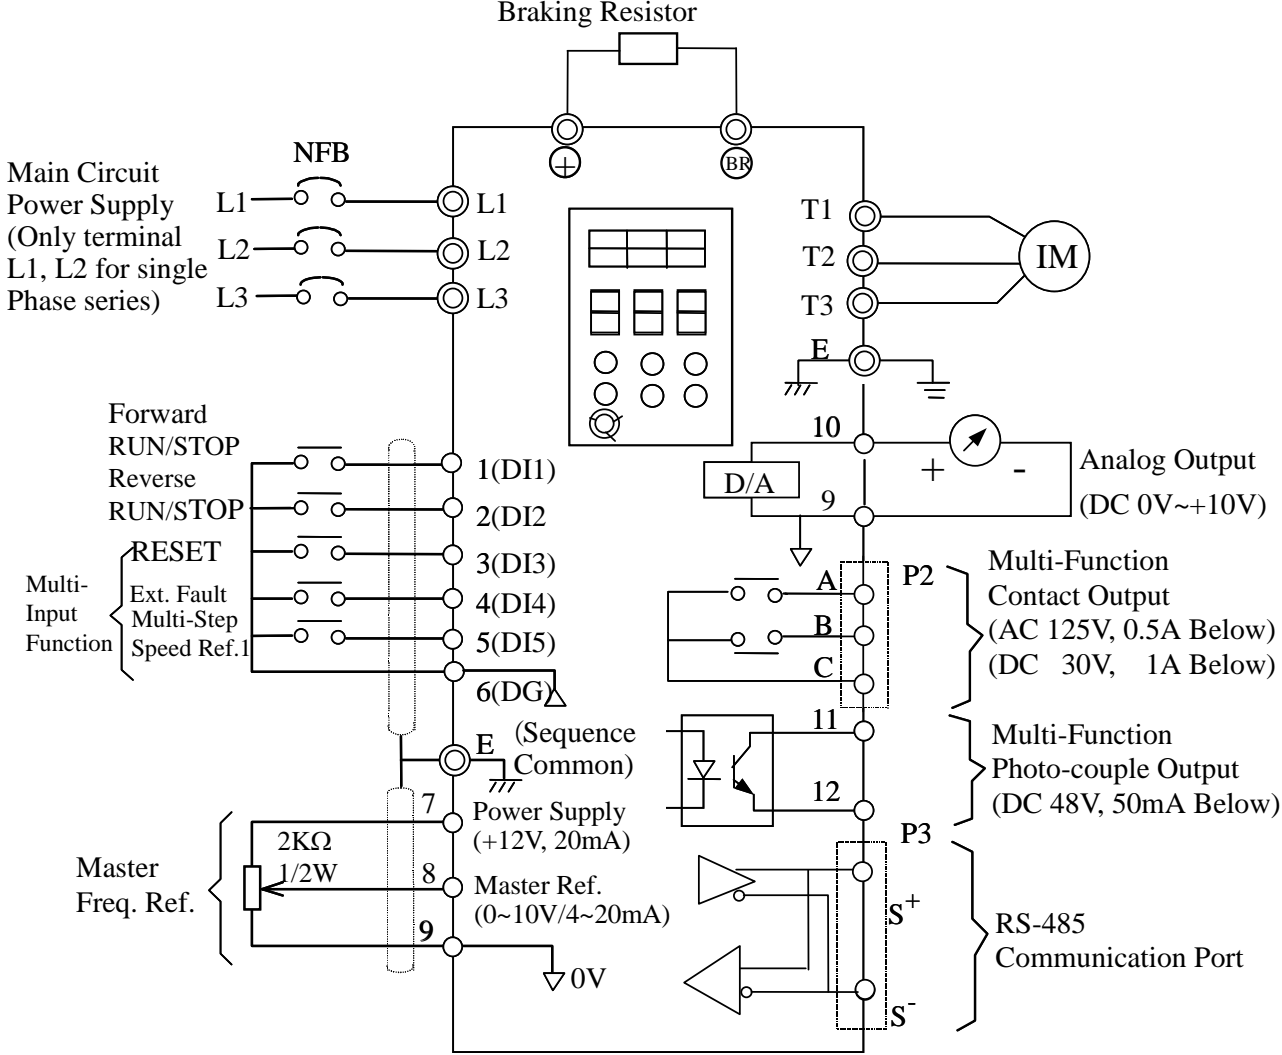 Braking Resistor
+
BR
NFB
Main Circuit
Power Supply
(Only terminal
L1, L2 for single
Phase series)
L1
L2
L3
L1
L2
L3
T1
T2
T3
IM
E
Forward
RUN/STOP
Reverse
RUN/STOP
RESET
Multi-
Input
Function
Ext. Fault
Multi-Step
Speed Ref.1
1(DI1)
2(DI2
3(DI3)
4(DI4)
5(DI5)
6(DG)
(Sequence
Common)
E
10
D/A
9
+
-
Analog Output
(DC 0V~+10V)
A
B
C
P2
Multi-Function
Contact Output
(AC 125V, 0.5A Below)
(DC 30V, 1A Below)
11
12
Multi-Function
Photo-couple Output
(DC 48V, 50mA Below)
P3
S+
S-
RS-485
Communication Port
Master
Freq. Ref.
2KΩ
1/2W
7
8
9
Power Supply
(+12V, 20mA)
Master Ref.
(0~10V/4~20mA)
0V